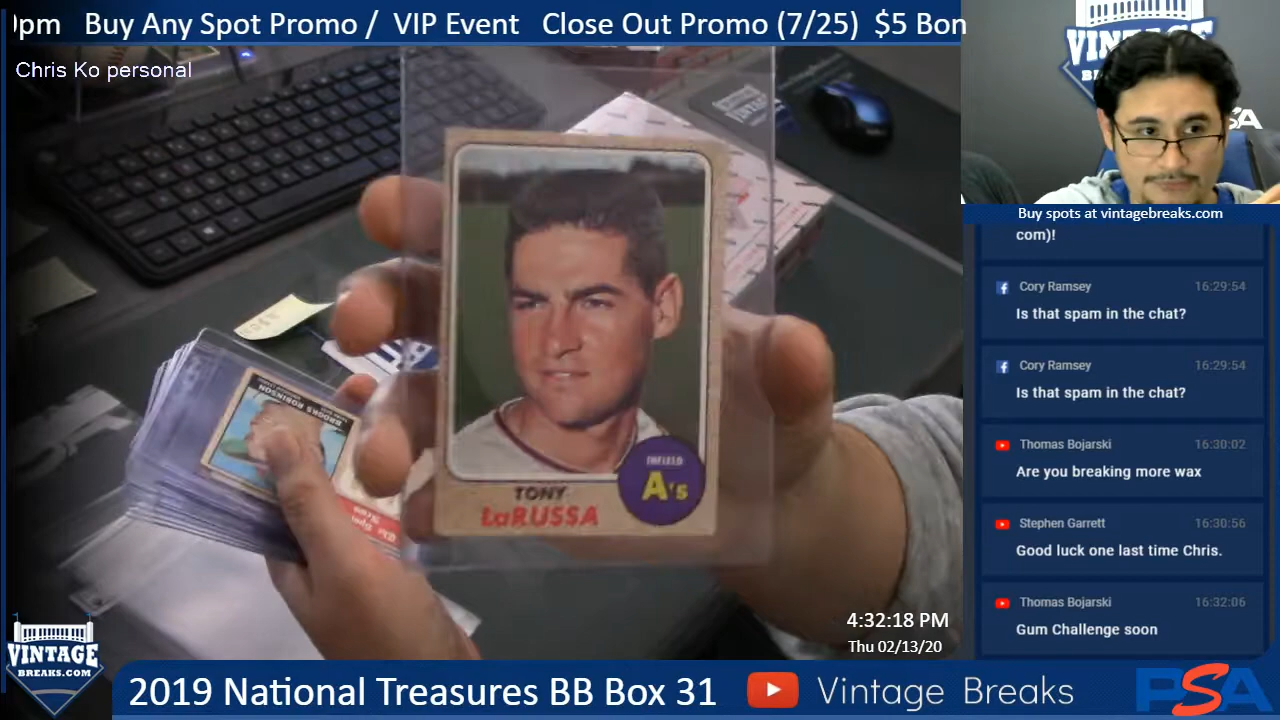 0pm Buy Any Spot Promo / VIP Event Close Out Promo (7/25) $5 Bon
Chris Ko personal
VINTAGE
SA
Buy spots at vintagebreaks.com
com)!
Cory Ramsey 16:29:54
Is that spam in the chat?
Cory Ramsey 16:29:54
Is that spam in the chat?
Thomas Bojarski 16:30:02
Are you breaking more wax
Stephen Garrett 16:30:56
Good luck one last time Chris.
Thomas Bojarski 16:32:06
Gum Challenge soon
BROOKS ROBINSON
INFIELD
A's
TONY
LaRUSSA
4:32:18 PM
Thu 02/13/20
VINTAGE
BREAKS.COM
2019 National Treasures BB Box 31
Vintage Breaks
PSA